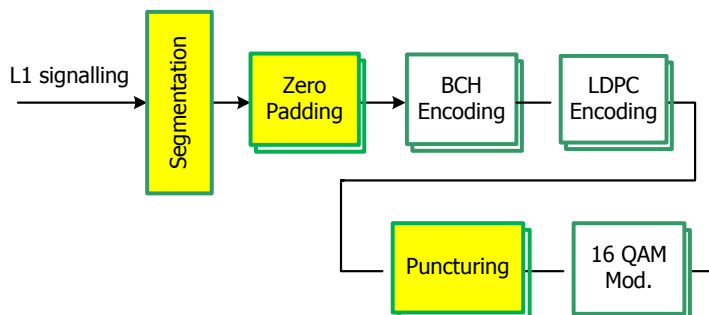 L1 signalling
Segmentation
Zero
Padding
BCH
Encoding
LDPC
Encoding
Puncturing
16 QAM
Mod.